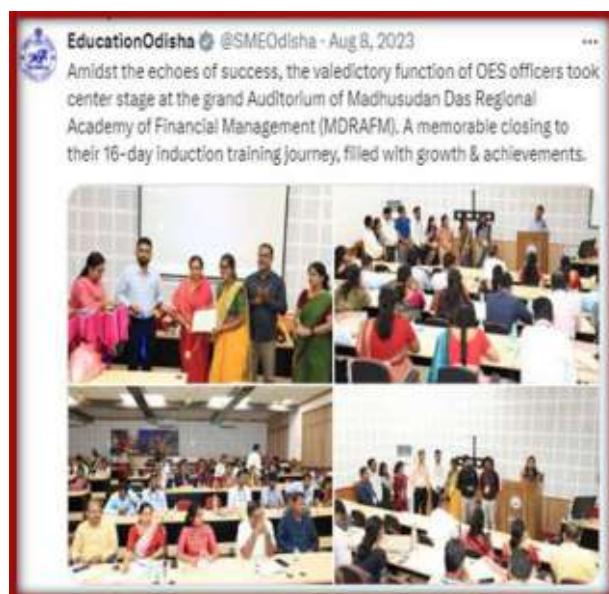 EducationOdisha @SMEOdisha · Aug 8, 2023
Amidst the echoes of success, the valedictory function of OES officers took
center stage at the grand Auditorium of Madhusudan Das Regional
Academy of Financial Management (MDRAFM). A memorable closing to
their 16-day induction training journey, filled with growth & achievements.